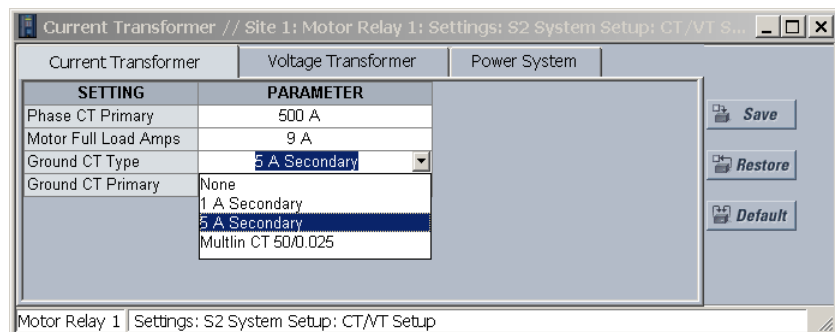 Current Transformer // Site 1: Motor Relay 1: Settings: S2 System Setup: CT/VT S...
Current Transformer Voltage Transformer Power System
SETTING PARAMETER
Phase CT Primary 500 A
Motor Full Load Amps 9 A
Ground CT Type 5 A Secondary
Ground CT Primary
None
1 A Secondary
5 A Secondary
Multlin CT 50/0.025
Save
Restore
Default
Motor Relay 1 Settings: S2 System Setup: CT/VT Setup